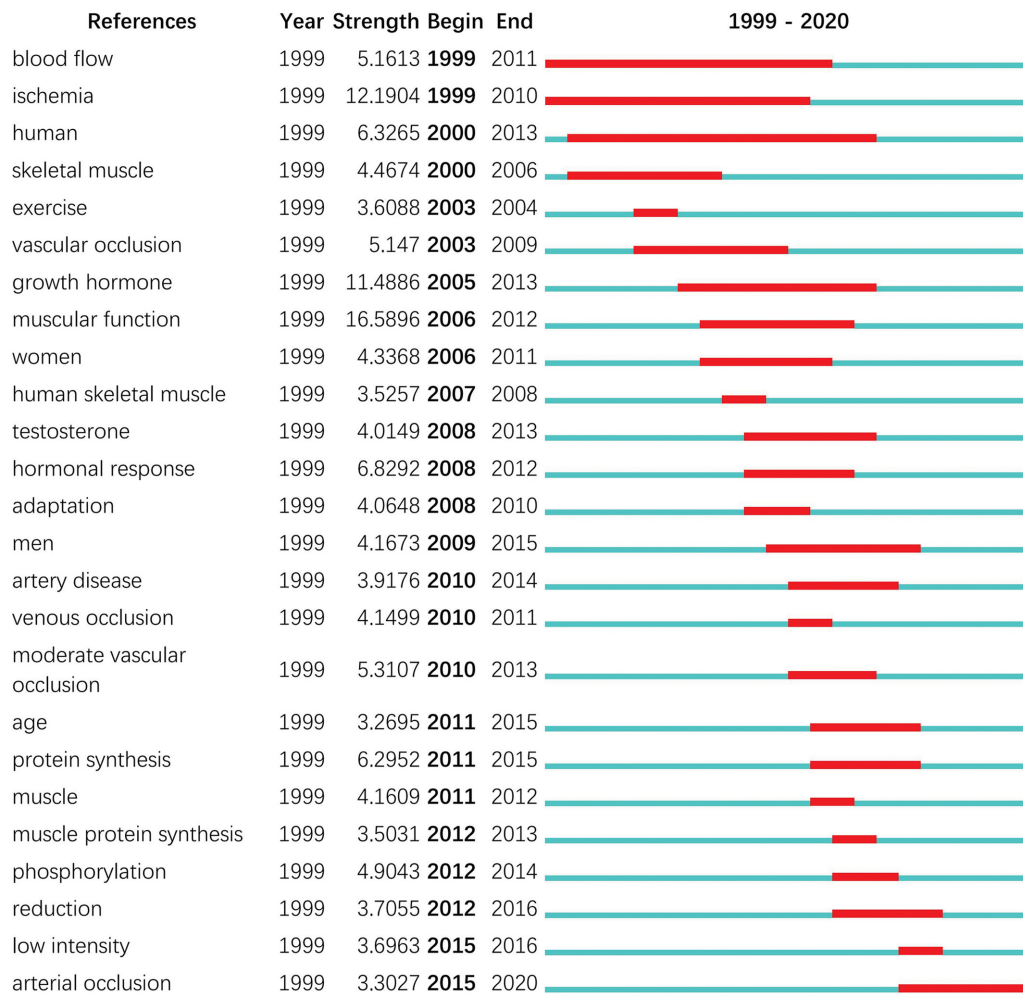 References Year Strength Begin End 1999 - 2020
blood flow 1999 5.1613 1999 2011
ischemia 1999 12.1904 1999 2010
human 1999 6.3265 2000 2013
skeletal muscle 1999 4.4674 2000 2006
exercise 1999 3.6088 2003 2004
vascular occlusion 1999 5.147 2003 2009
growth hormone 1999 11.4886 2005 2013
muscular function 1999 16.5896 2006 2012
women 1999 4.3368 2006 2011
human skeletal muscle 1999 3.5257 2007 2008
testosterone 1999 4.0149 2008 2013
hormonal response 1999 6.8292 2008 2012
adaptation 1999 4.0648 2008 2010
men 1999 4.1673 2009 2015
artery disease 1999 3.9176 2010 2014
venous occlusion 1999 4.1499 2010 2011
moderate vascular
occlusion 1999 5.3107 2010 2013
age 1999 3.2695 2011 2015
protein synthesis 1999 6.2952 2011 2015
muscle 1999 4.1609 2011 2012
muscle protein synthesis 1999 3.5031 2012 2013
phosphorylation 1999 4.9043 2012 2014
reduction 1999 3.7055 2012 2016
low intensity 1999 3.6963 2015 2016
arterial occlusion 1999 3.3027 2015 2020